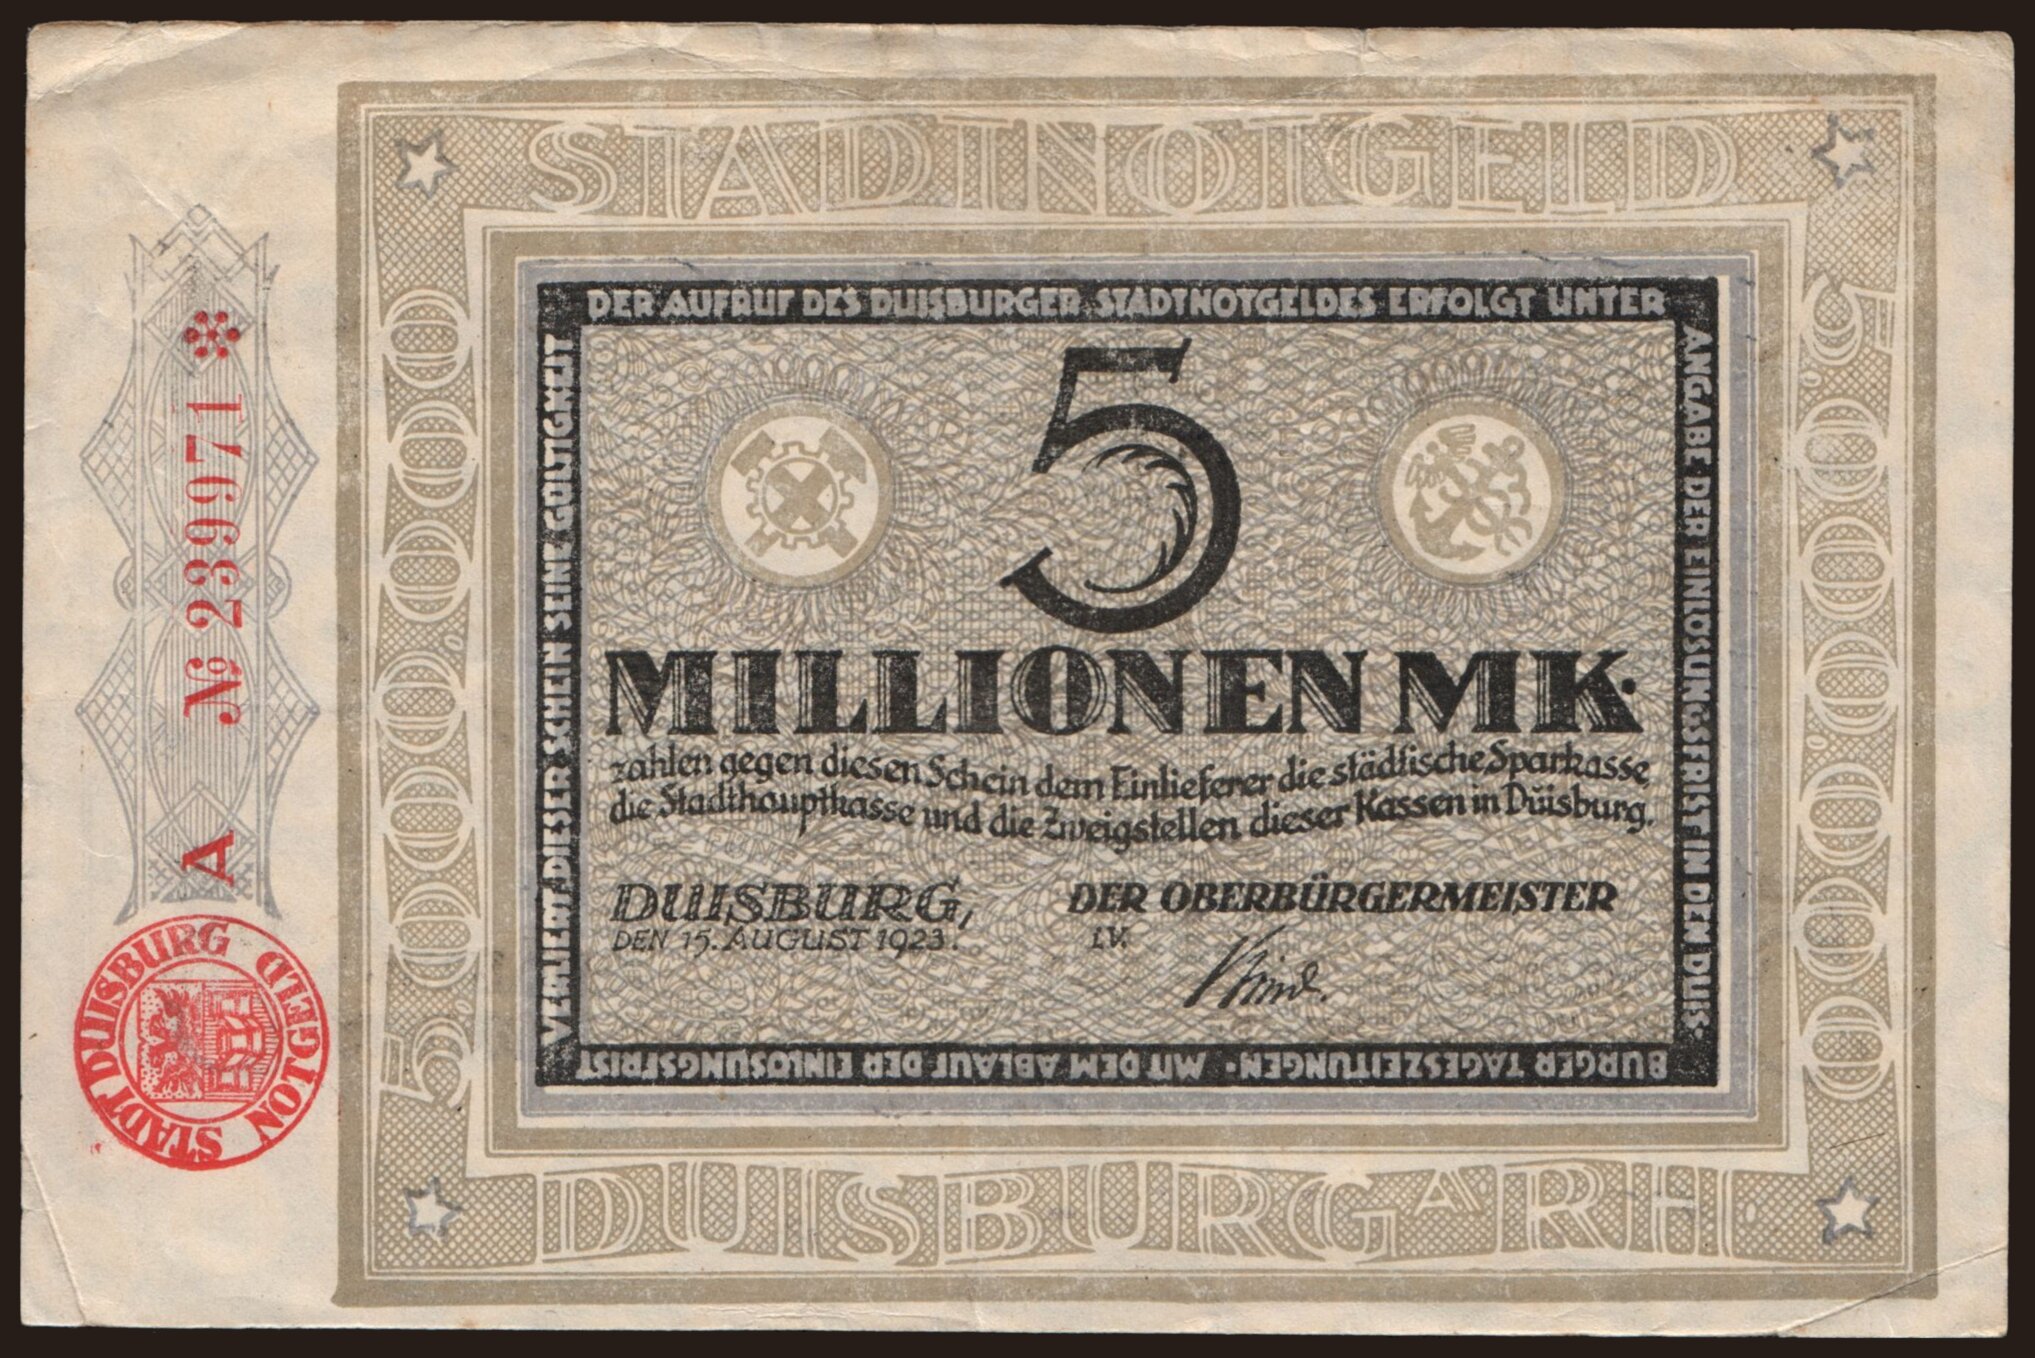 STADTNOTGELD
DER AUFRUF DES DUISBURGER STADTNOTGELDES ERFOLGT UNTER
ANGABE DER EINLÖSUNGSFRIST IN DEN DUIS-
BURGER TAGESZEITUNGEN. MIT DEM ABLAUF DER EINLÖSUNGSFRIST
VERLIERT DIESER SCHEIN SEINE GÜLTIGKEIT
5
MILLIONEN MK.
zahlen gegen diesen Schein dem Einlieferer die städtische Sparkasse,
die Stadthauptkasse und die Zweigstellen dieser Kassen in Duisburg.
DUISBURG,
DEN 15. AUGUST 1923.
DER OBERBÜRGERMEISTER
I.V.
5000000
5000000
DUISBURG A RH.
A № 239971
STADT DUISBURG NOTGELD